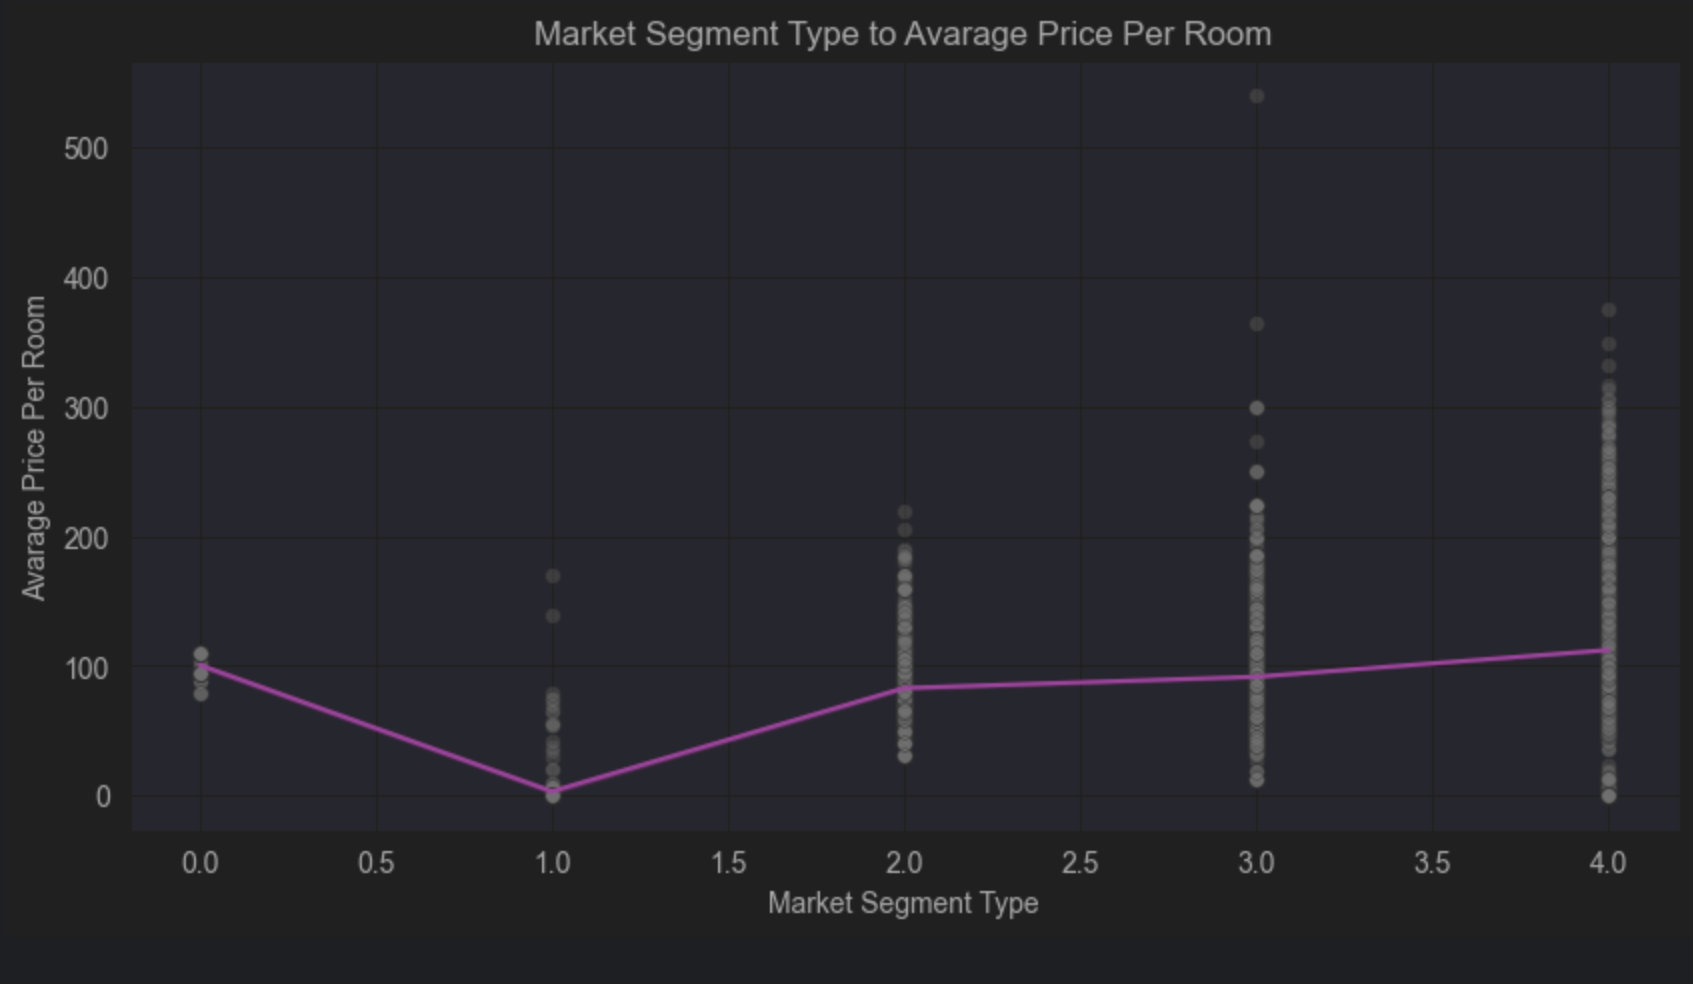 Market Segment Type to Avarage Price Per Room
Avarage Price Per Room
500
400
300
200
100
0
0.0 0.5 1.0 1.5 2.0 2.5 3.0 3.5 4.0
Market Segment Type